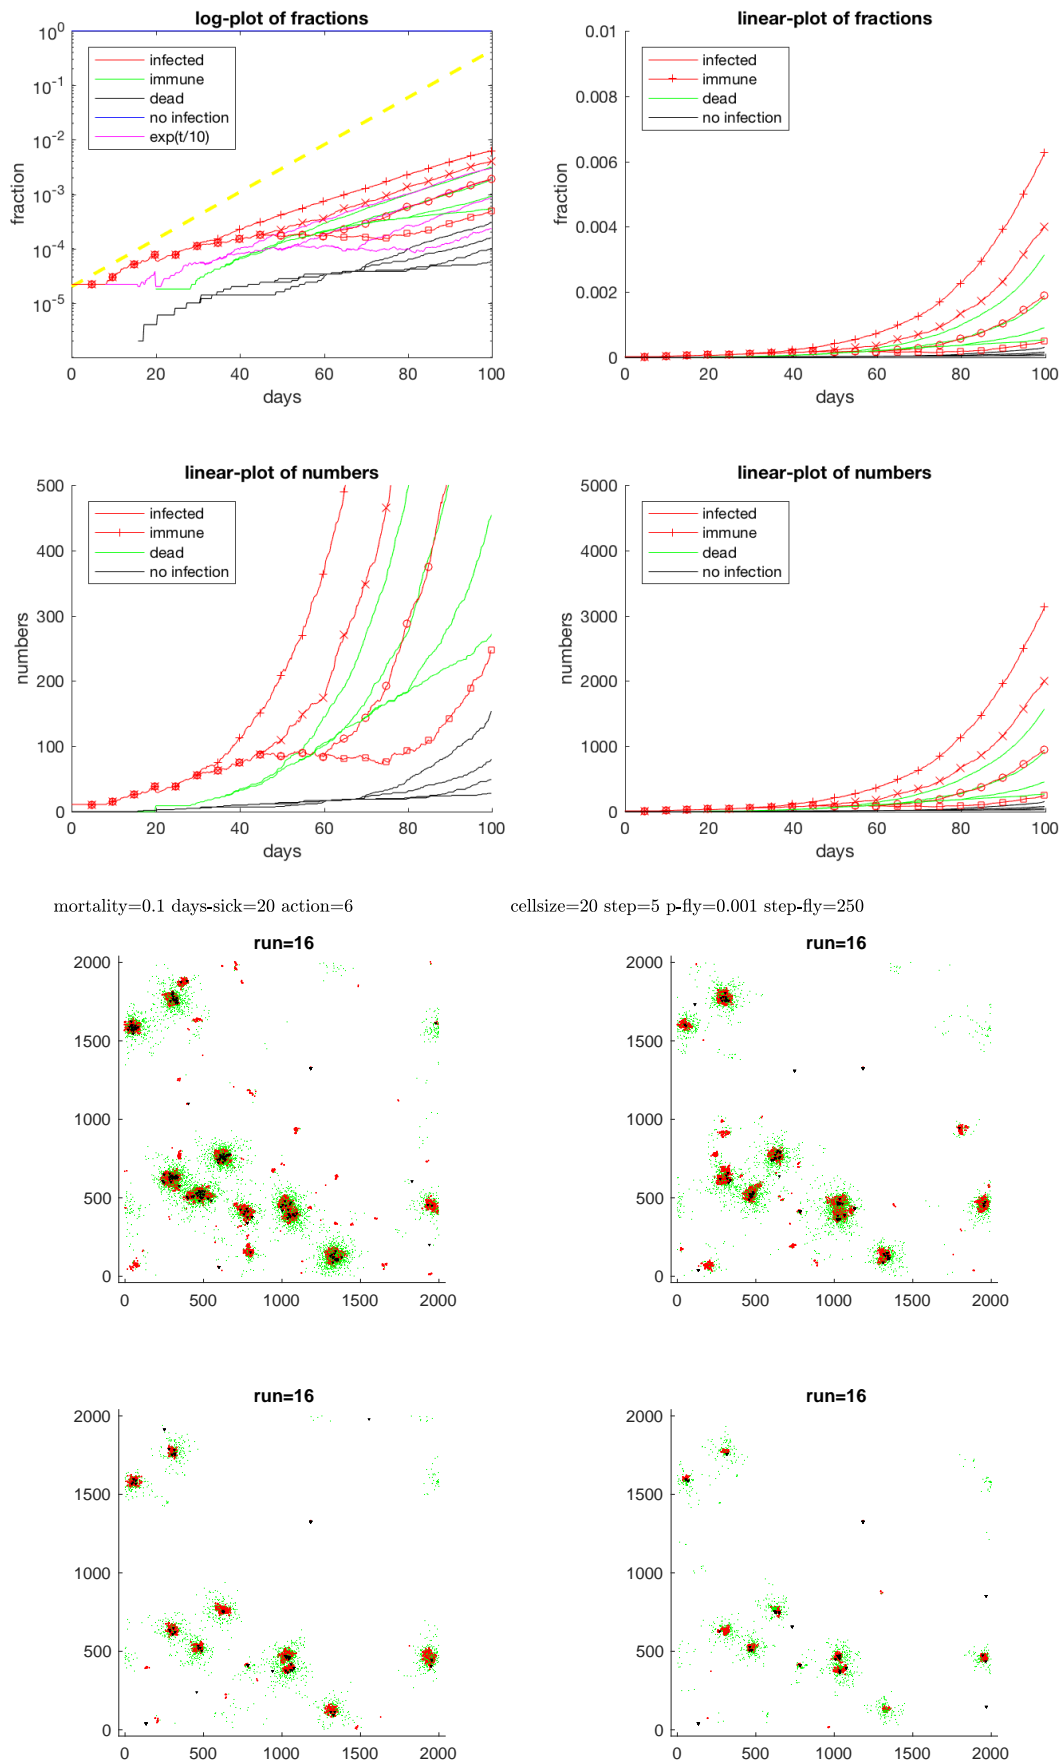 log-plot of fractions
linear-plot of fractions
10^0
10^-1
10^-2
10^-3
10^-4
10^-5
fraction
infected
immune
dead
no infection
exp(t/10)
0 20 40 60 80 100
days
0.01
0.008
0.006
0.004
0.002
0
fraction
infected
immune
dead
no infection
0 20 40 60 80 100
days
linear-plot of numbers
linear-plot of numbers
500
400
300
200
100
0
numbers
infected
immune
dead
no infection
0 20 40 60 80 100
days
5000
4000
3000
2000
1000
0
numbers
infected
immune
dead
no infection
0 20 40 60 80 100
days
mortality=0.1 days-sick=20 action=6
cellsize=20 step=5 p-fly=0.001 step-fly=250
run=16
2000
1500
1000
500
0
0 500 1000 1500 2000
run=16
2000
1500
1000
500
0
0 500 1000 1500 2000
run=16
2000
1500
1000
500
0
0 500 1000 1500 2000
run=16
2000
1500
1000
500
0
0 500 1000 1500 2000